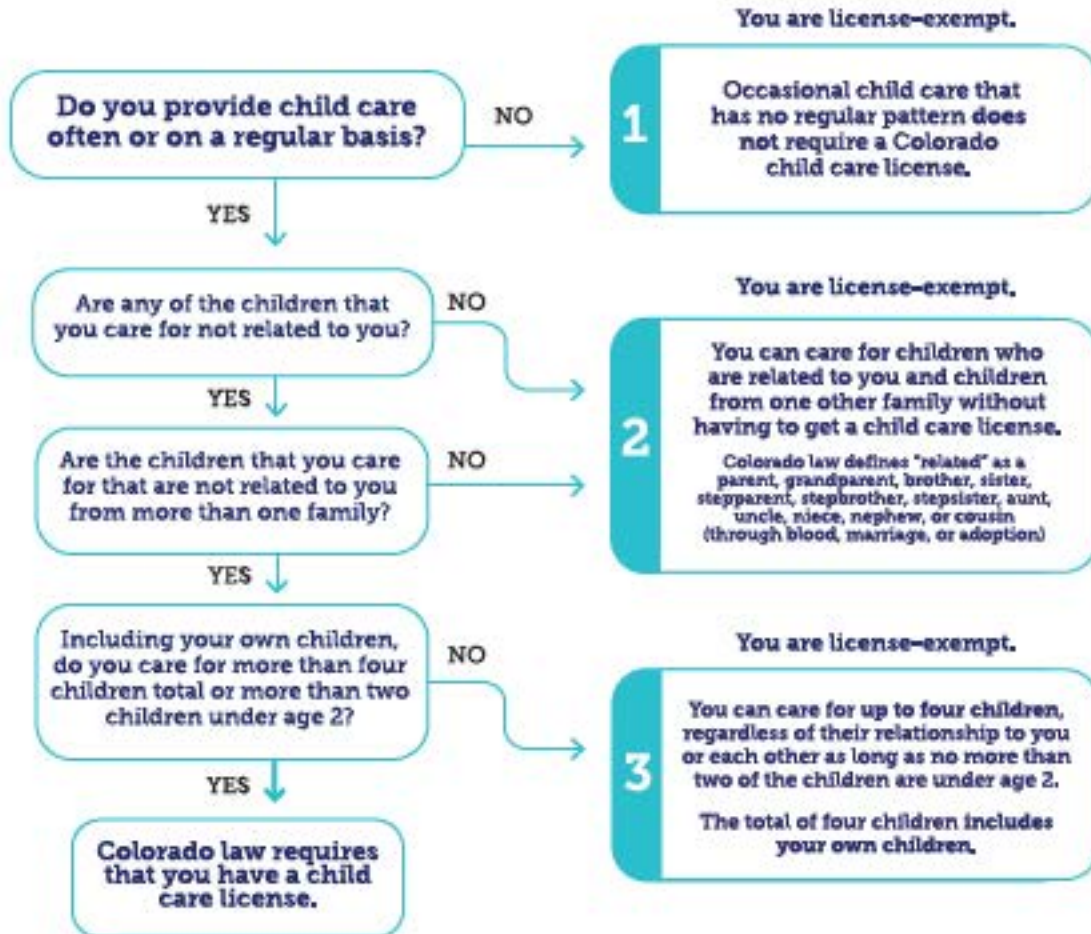 Do you provide child care
often or on a regular basis?
NO
You are license-exempt.
1
Occasional child care that
has no regular pattern does
not require a Colorado
child care license.
YES
Are any of the children that
you care for not related to you?
NO
You are license-exempt.
2
You can care for children who
are related to you and children
from one other family without
having to get a child care license.
Colorado law defines "related" as a
parent, grandparent, brother, sister,
stepparent, stepbrother, stepsister, aunt,
uncle, niece, nephew, or cousin
(through blood, marriage, or adoption)
YES
Are the children that you care
for that are not related to you
from more than one family?
NO
YES
Including your own children,
do you care for more than four
children total or more than two
children under age 2?
NO
You are license-exempt.
3
You can care for up to four children,
regardless of their relationship to you
or each other as long as no more than
two of the children are under age 2.
The total of four children includes
your own children.
YES
Colorado law requires
that you have a child
care license.